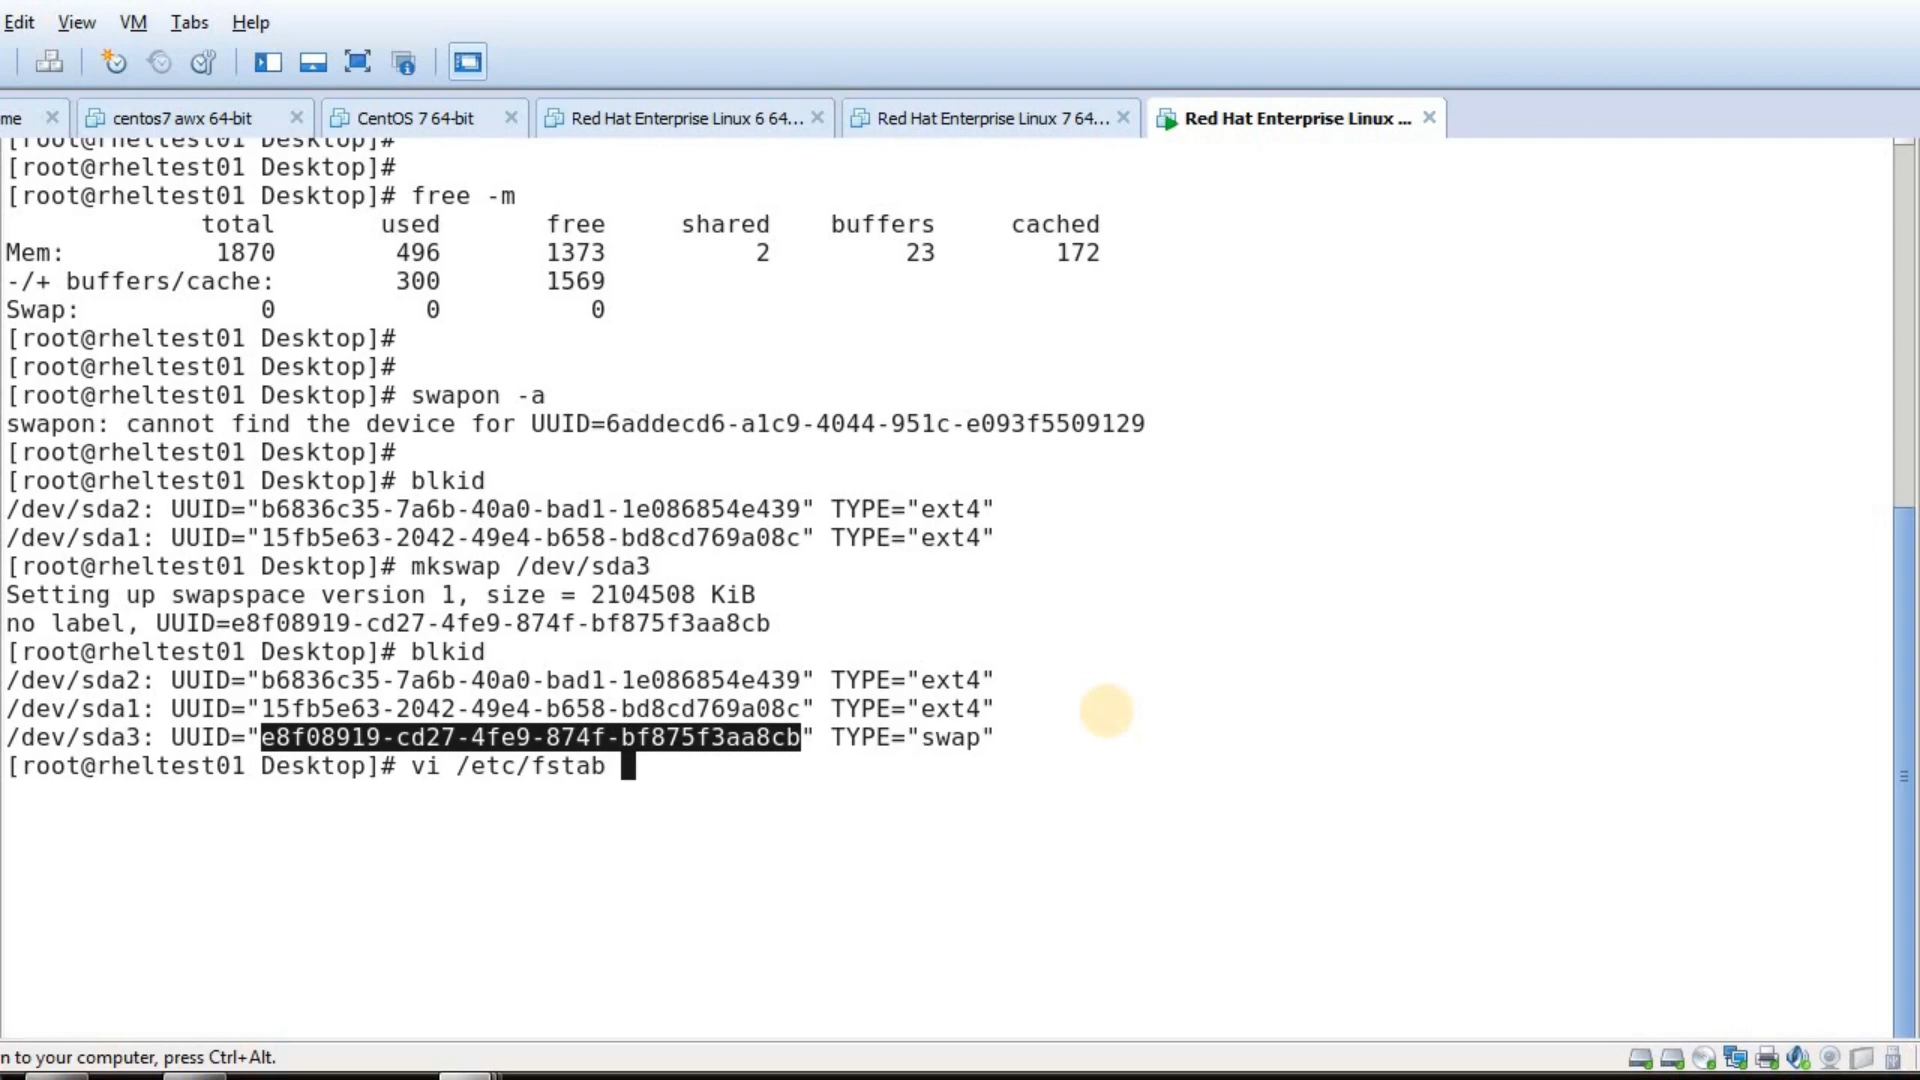 Edit View VM Tabs Help
me centos7 awx 64-bit CentOS 7 64-bit Red Hat Enterprise Linux 6 64... Red Hat Enterprise Linux 7 64... Red Hat Enterprise Linux ...
[root@rheltest01 Desktop]#
[root@rheltest01 Desktop]#
[root@rheltest01 Desktop]# free -m
total used free shared buffers cached
Mem: 1870 496 1373 2 23 172
-/+ buffers/cache: 300 1569
Swap: 0 0 0
[root@rheltest01 Desktop]#
[root@rheltest01 Desktop]#
[root@rheltest01 Desktop]# swapon -a
swapon: cannot find the device for UUID=6addecd6-a1c9-4044-951c-e093f5509129
[root@rheltest01 Desktop]#
[root@rheltest01 Desktop]# blkid
/dev/sda2: UUID="b6836c35-7a6b-40a0-bad1-1e086854e439" TYPE="ext4"
/dev/sda1: UUID="15fb5e63-2042-49e4-b658-bd8cd769a08c" TYPE="ext4"
[root@rheltest01 Desktop]# mkswap /dev/sda3
Setting up swapspace version 1, size = 2104508 KiB
no label, UUID=e8f08919-cd27-4fe9-874f-bf875f3aa8cb
[root@rheltest01 Desktop]# blkid
/dev/sda2: UUID="b6836c35-7a6b-40a0-bad1-1e086854e439" TYPE="ext4"
/dev/sda1: UUID="15fb5e63-2042-49e4-b658-bd8cd769a08c" TYPE="ext4"
/dev/sda3: UUID="e8f08919-cd27-4fe9-874f-bf875f3aa8cb" TYPE="swap"
[root@rheltest01 Desktop]# vi /etc/fstab
n to your computer, press Ctrl+Alt.